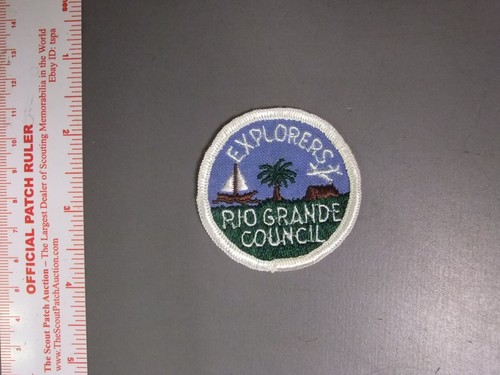 EXPLORERS
RIO GRANDE
COUNCIL
OFFICIAL PATCH RULER
The Scout Patch Auction – The Largest Dealer of Scouting Memorabilia in the World
www.TheScoutPatchAuction.com
Ebay ID: tspa